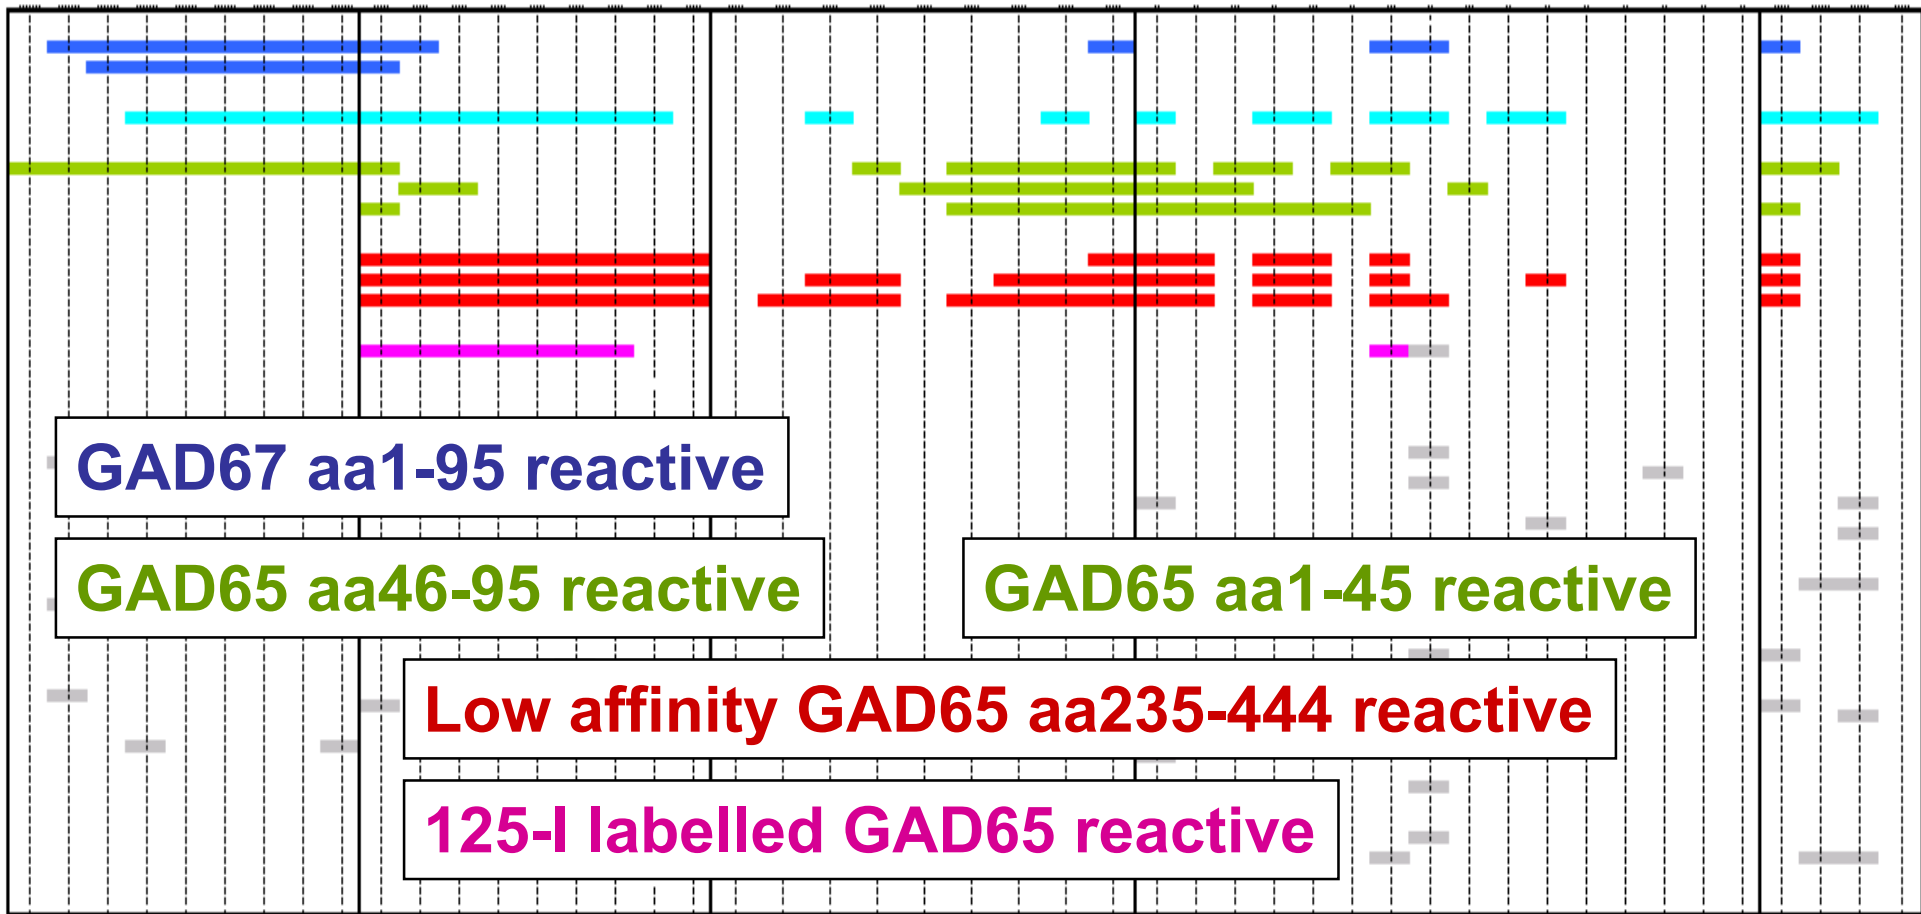 GAD67 aa1-95 reactive
GAD65 aa46-95 reactive
GAD65 aa1-45 reactive
Low affinity GAD65 aa235-444 reactive
125-I labelled GAD65 reactive